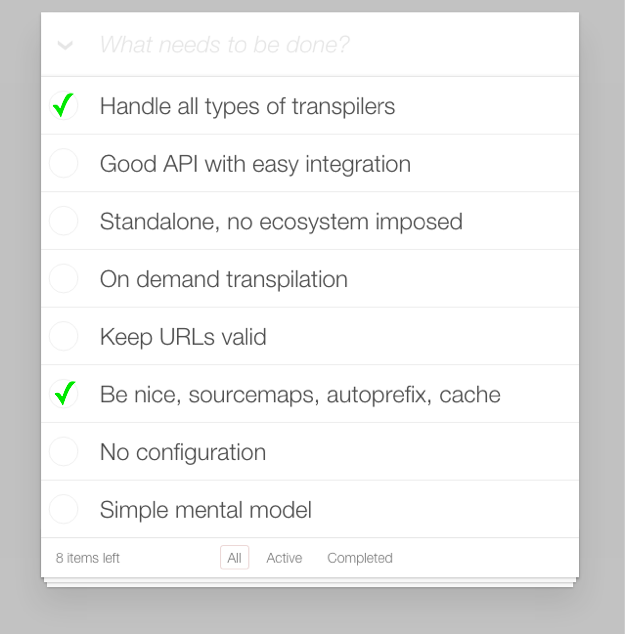 What needs to be done?
Handle all types of transpilers
Good API with easy integration
Standalone, no ecosystem imposed
On demand transpilation
Keep URLs valid
Be nice, sourcemaps, autoprefix, cache
No configuration
Simple mental model
8 items left All Active Completed